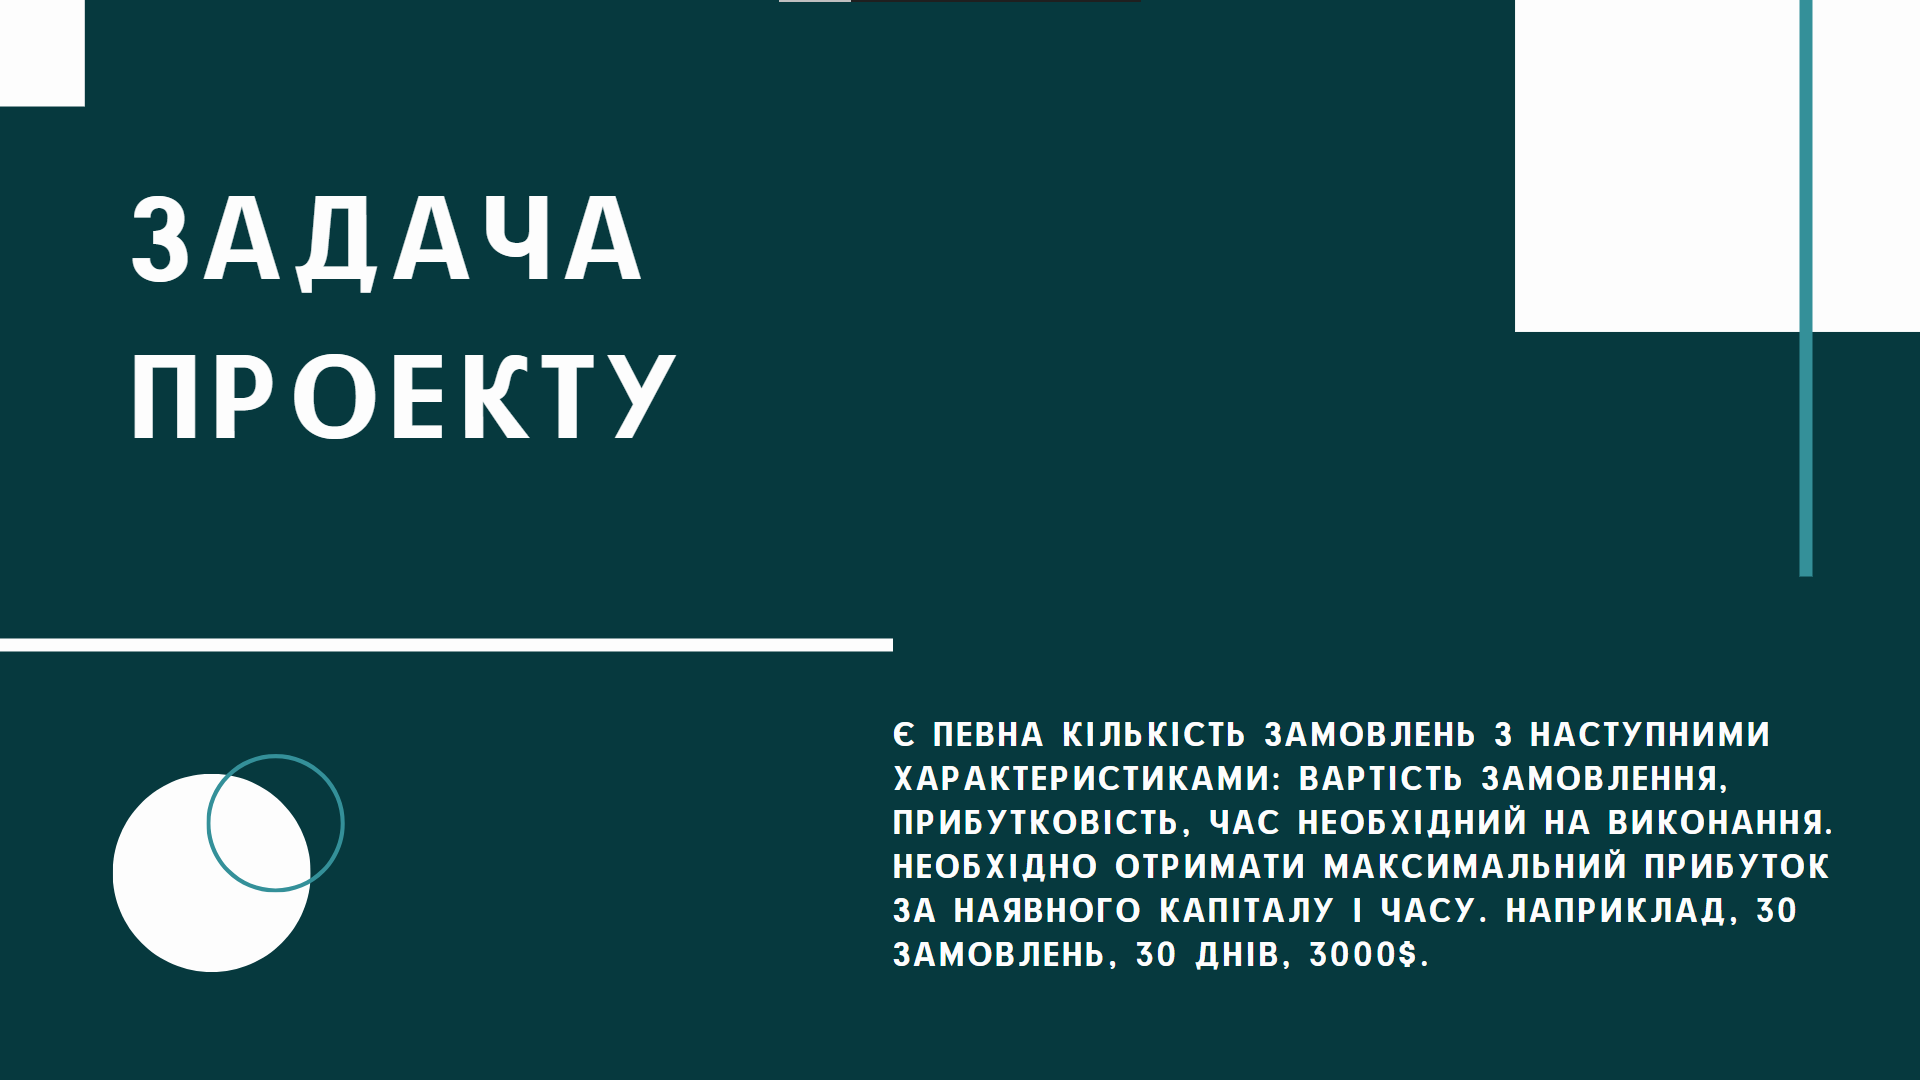 ЗАДАЧА
ПРОЕКТУ
Є ПЕВНА КІЛЬКІСТЬ ЗАМОВЛЕНЬ З НАСТУПНИМИ
ХАРАКТЕРИСТИКАМИ: ВАРТІСТЬ ЗАМОВЛЕННЯ,
ПРИБУТКОВІСТЬ, ЧАС НЕОБХІДНИЙ НА ВИКОНАННЯ.
НЕОБХІДНО ОТРИМАТИ МАКСИМАЛЬНИЙ ПРИБУТОК
ЗА НАЯВНОГО КАПІТАЛУ І ЧАСУ. НАПРИКЛАД, 30
ЗАМОВЛЕНЬ, 30 ДНІВ, 3000$.